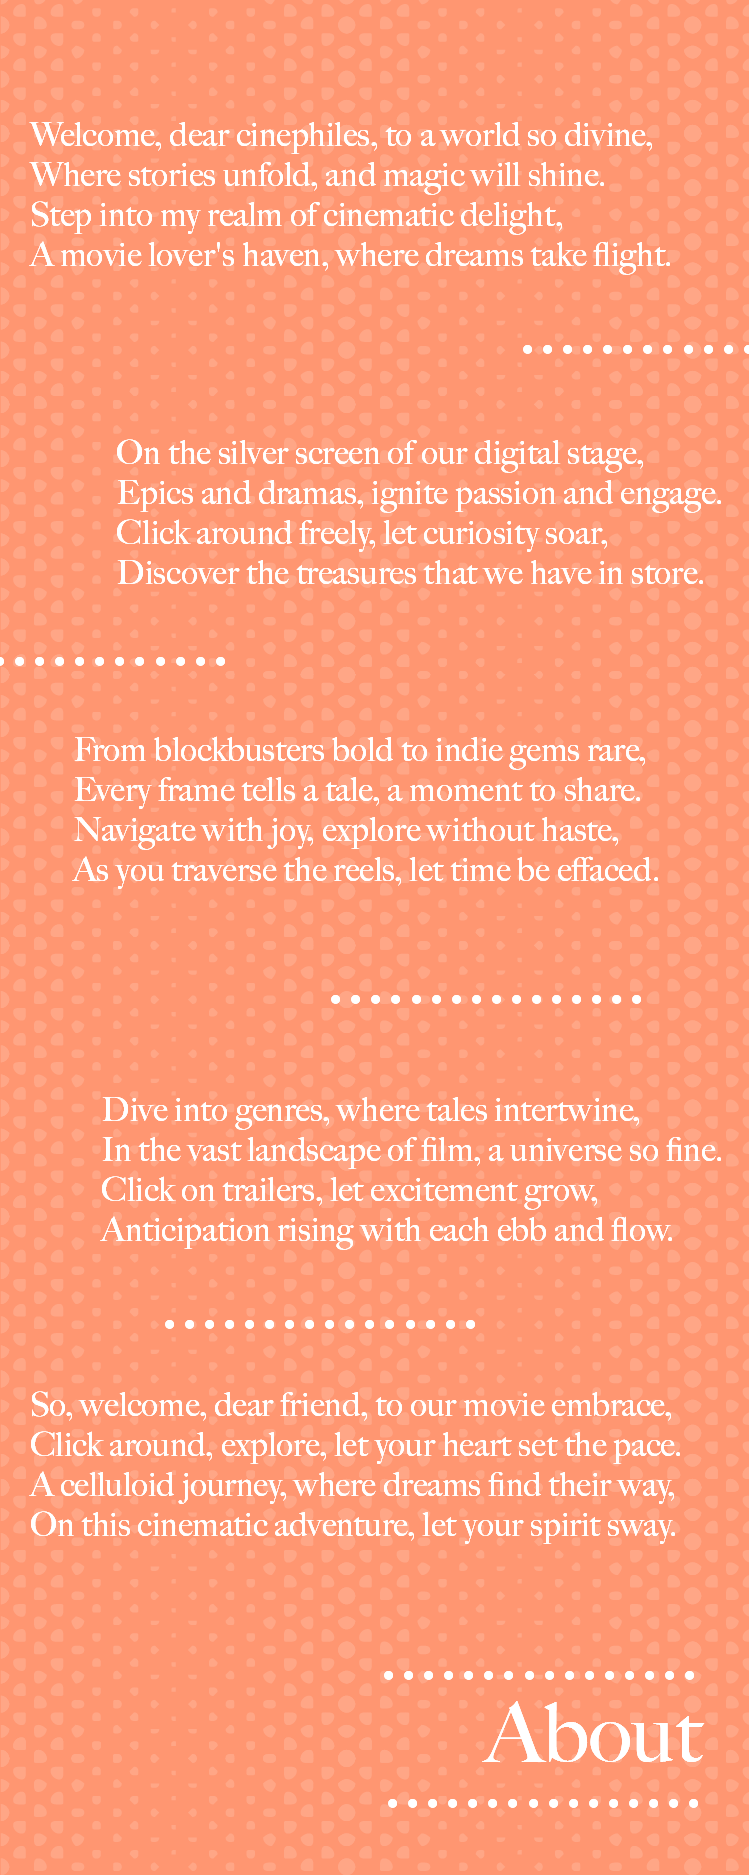 Welcome, dear cinephiles, to a world so divine,
Where stories unfold, and magic will shine.
Step into my realm of cinematic delight,
A movie lover's haven, where dreams take flight.
On the silver screen of our digital stage,
Epics and dramas, ignite passion and engage.
Click around freely, let curiosity soar,
Discover the treasures that we have in store.
From blockbusters bold to indie gems rare,
Every frame tells a tale, a moment to share.
Navigate with joy, explore without haste,
As you traverse the reels, let time be effaced.
Dive into genres, where tales intertwine,
In the vast landscape of film, a universe so fine.
Click on trailers, let excitement grow,
Anticipation rising with each ebb and flow.
So, welcome, dear friend, to our movie embrace,
Click around, explore, let your heart set the pace.
A celluloid journey, where dreams find their way,
On this cinematic adventure, let your spirit sway.
About